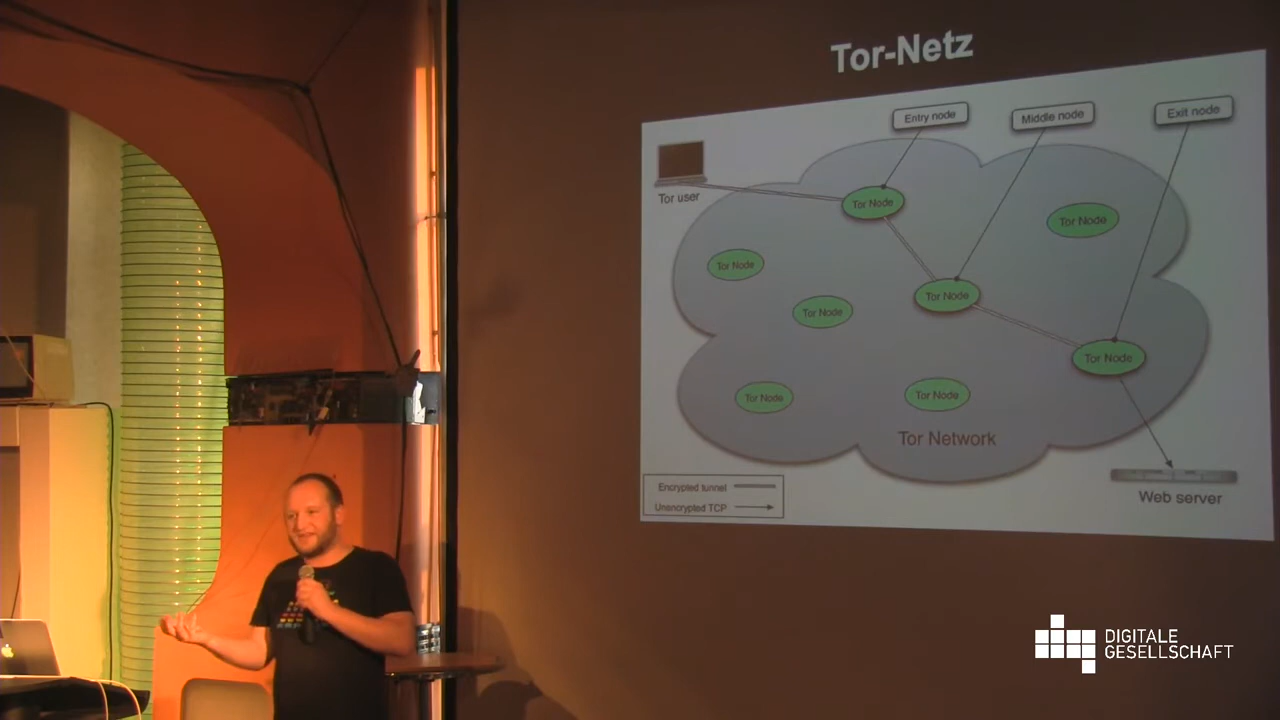 Tor-Netz
Entry node
Middle node
Exit node
Tor user
Tor Node
Tor Node
Tor Node
Tor Node
Tor Node
Tor Node
Tor Node
Tor Node
Tor Network
Encrypted tunnel
Unencrypted TCP
Web server
DIGITALE
GESELLSCHAFT